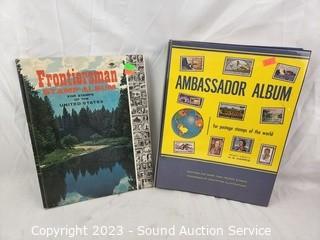 Frontiersman
STAMP ALBUM
FOR STAMPS
OF THE
UNITED STATES
AMBASSADOR ALBUM
for postage stamps of the world
Copyright 2023 - Sound Auction Service